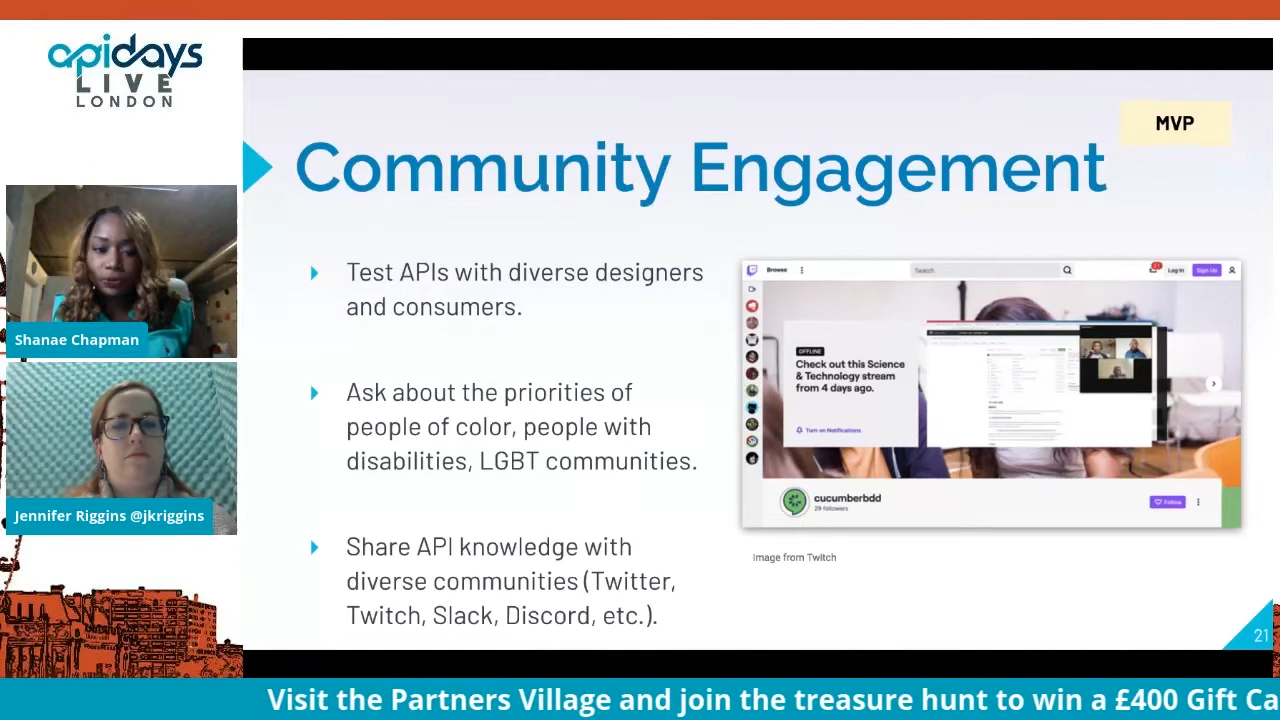 apidays
LIVE
LONDON
MVP
Community Engagement
Shanae Chapman
Jennifer Riggins @jkriggins
Test APIs with diverse designers
and consumers.
Ask about the priorities of
people of color, people with
disabilities, LGBT communities.
Share API knowledge with
diverse communities (Twitter,
Twitch, Slack, Discord, etc.).
Browse
Search
Log In
Sign Up
OFFLINE
Check out this Science
& Technology stream
from 4 days ago.
Turn on Notifications
cucumberbdd
29 followers
Follow
Image from Twitch
21
Visit the Partners Village and join the treasure hunt to win a £400 Gift Ca